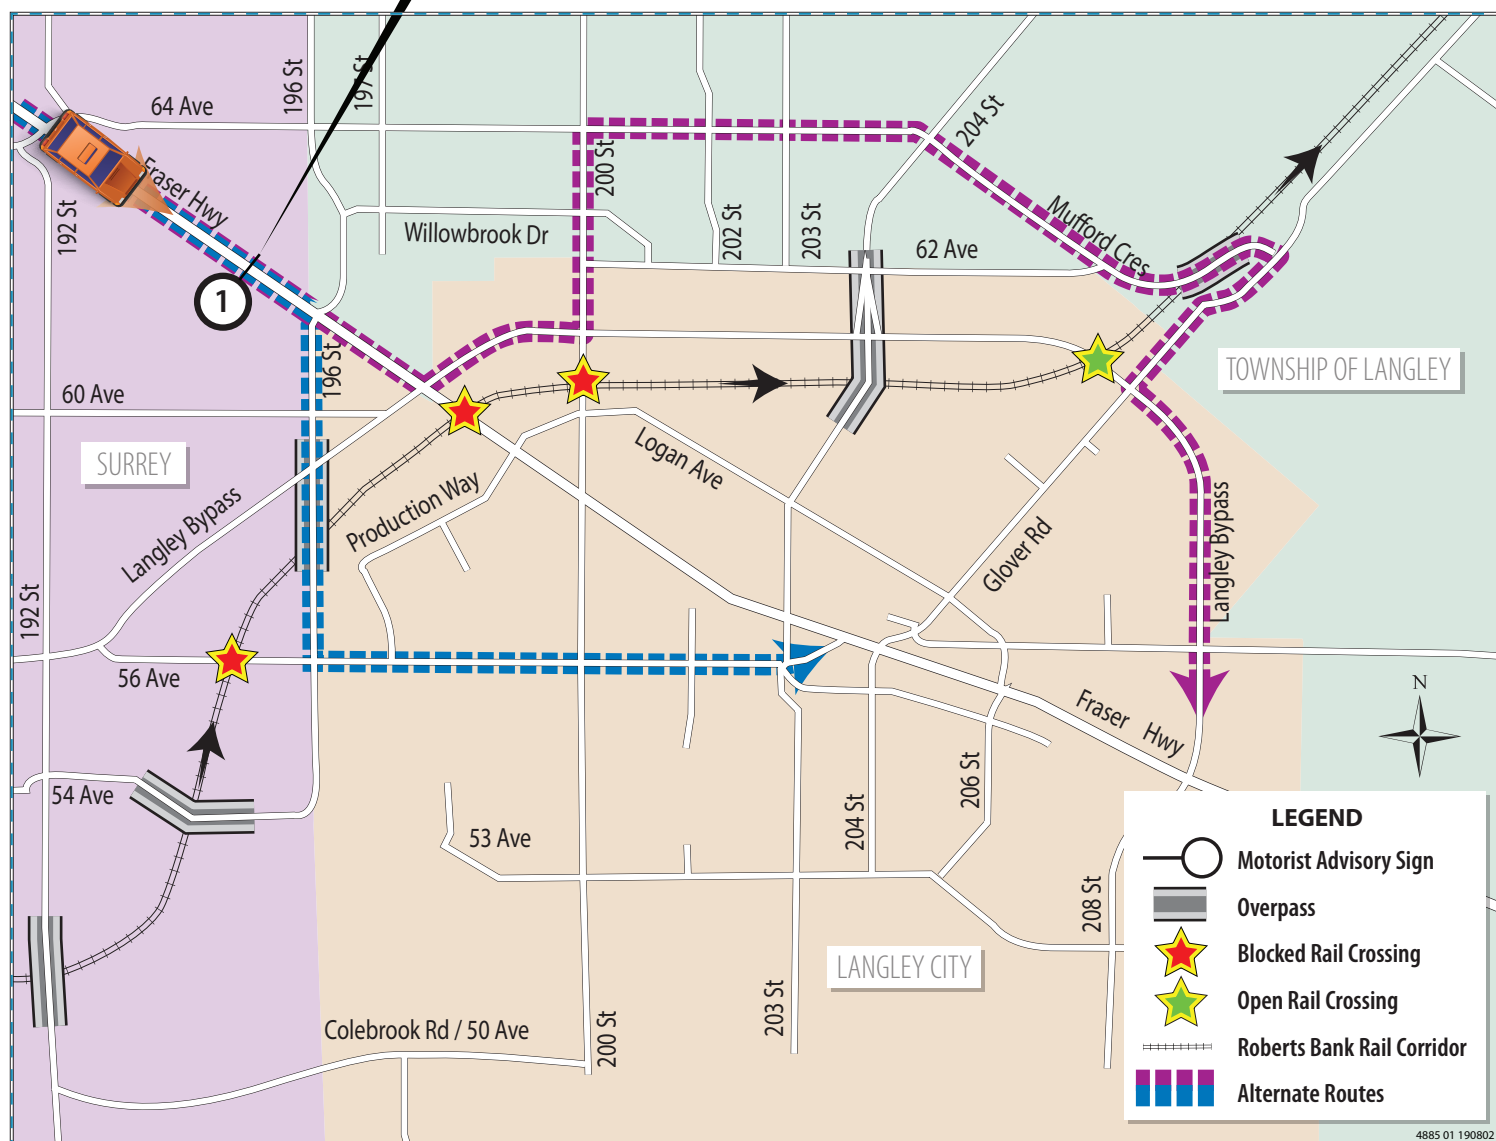 196 St
197 St
64 Ave
204 St
200 St
Fraser Hwy
192 St
Mufford Cres
Willowbrook Dr
202 St
203 St
62 Ave
1
196 St
TOWNSHIP OF LANGLEY
60 Ave
SURREY
Logan Ave
Production Way
Langley Bypass
Glover Rd
Langley Bypass
192 St
56 Ave
N
Fraser Hwy
54 Ave
206 St
204 St
53 Ave
208 St
LANGLEY CITY
203 St
200 St
Colebrook Rd / 50 Ave
LEGEND
Motorist Advisory Sign
Overpass
Blocked Rail Crossing
Open Rail Crossing
Roberts Bank Rail Corridor
Alternate Routes
4885 01 190802